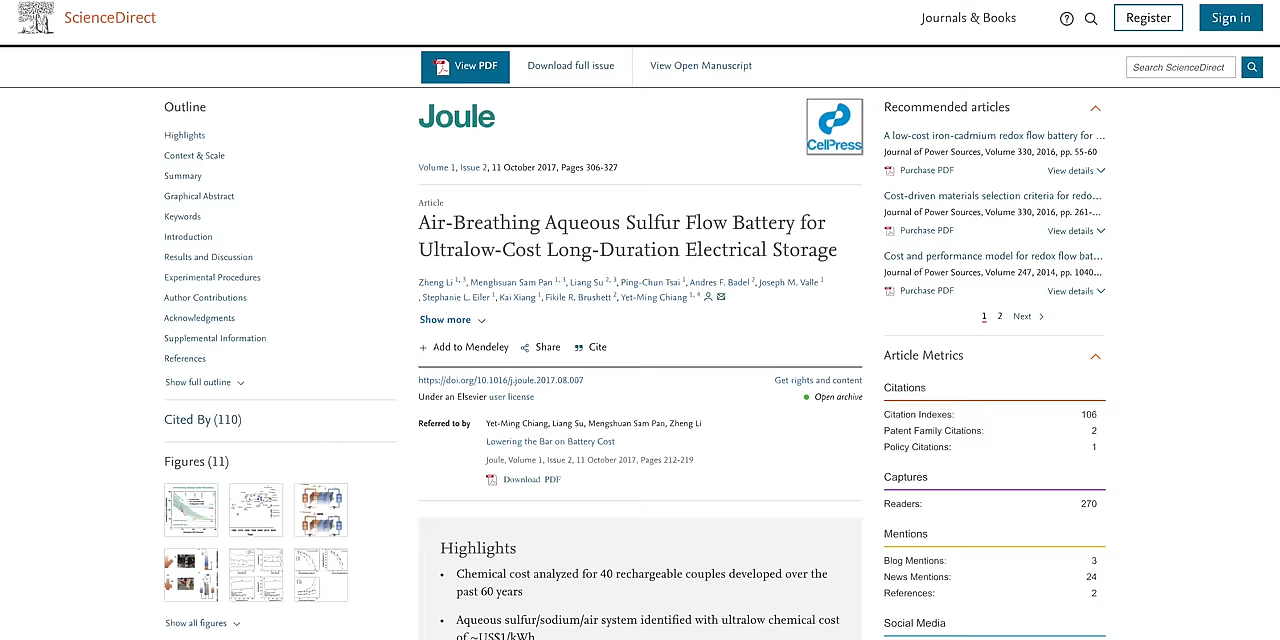 ScienceDirect
Journals & Books
Register
Sign in
View PDF
Download full issue
View Open Manuscript
Search ScienceDirect
Outline
Highlights
Context & Scale
Summary
Graphical Abstract
Keywords
Introduction
Results and Discussion
Experimental Procedures
Author Contributions
Acknowledgments
Supplemental Information
References
Show full outline
Cited By (110)
Figures (11)
Show all figures
Joule
CellPress
Volume 1, Issue 2, 11 October 2017, Pages 306-327
Article
Air-Breathing Aqueous Sulfur Flow Battery for
Ultralow-Cost Long-Duration Electrical Storage
Zheng Li 1, 3, Menghsuan Sam Pan 1, 3, Liang Su 2, 3, Ping-Chun Tsai 1, Andres F. Badel 2, Joseph M. Valle 1
, Stephanie L. Eiler 1, Kai Xiang 1, Fikile R. Brushett 2, Yet-Ming Chiang 1, 4
Show more
+ Add to Mendeley
Share
Cite
https://doi.org/10.1016/j.joule.2017.08.007
Get rights and content
Under an Elsevier user license
Open archive
Referred to by
Yet-Ming Chiang, Liang Su, Mengshuan Sam Pan, Zheng Li
Lowering the Bar on Battery Cost
Joule, Volume 1, Issue 2, 11 October 2017, Pages 212-219
Download PDF
Highlights
• Chemical cost analyzed for 40 rechargeable couples developed over the
past 60 years
• Aqueous sulfur/sodium/air system identified with ultralow chemical cost
of ~US$1/kWh
Recommended articles
A low-cost iron-cadmium redox flow battery for ...
Journal of Power Sources, Volume 330, 2016, pp. 55-60
Purchase PDF
View details
Cost-driven materials selection criteria for redo...
Journal of Power Sources, Volume 330, 2016, pp. 261-...
Purchase PDF
View details
Cost and performance model for redox flow bat...
Journal of Power Sources, Volume 247, 2014, pp. 1040...
Purchase PDF
View details
1 2 Next
Article Metrics
Citations
Citation Indexes: 106
Patent Family Citations: 2
Policy Citations: 1
Captures
Readers: 270
Mentions
Blog Mentions: 3
News Mentions: 24
References: 2
Social Media